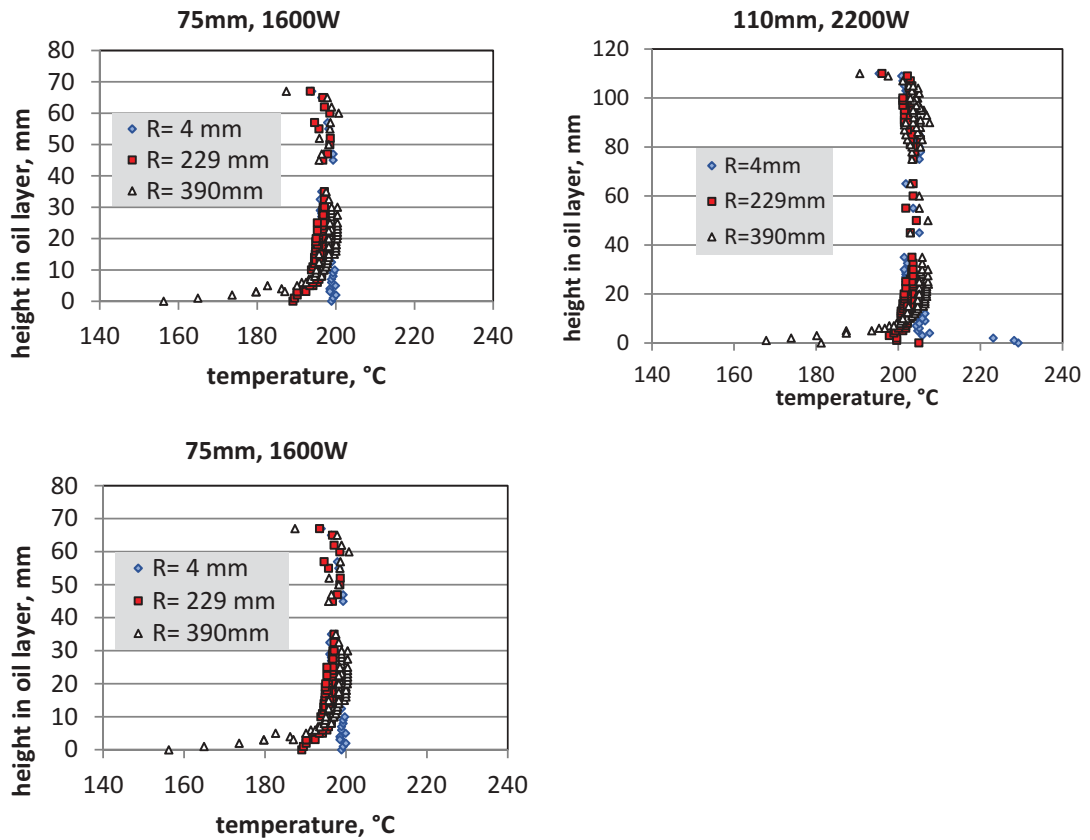 75mm, 1600W
80
70
60
50
40
30
20
10
0
140 160 180 200 220 240
height in oil layer, mm
temperature, °C
R= 4 mm
R= 229 mm
R= 390mm
110mm, 2200W
120
100
80
60
40
20
0
140 160 180 200 220 240
height in oil layer, mm
temperature, °C
R=4mm
R=229mm
R=390mm
75mm, 1600W
80
70
60
50
40
30
20
10
0
140 160 180 200 220 240
height in oil layer, mm
temperature, °C
R= 4 mm
R= 229 mm
R= 390mm